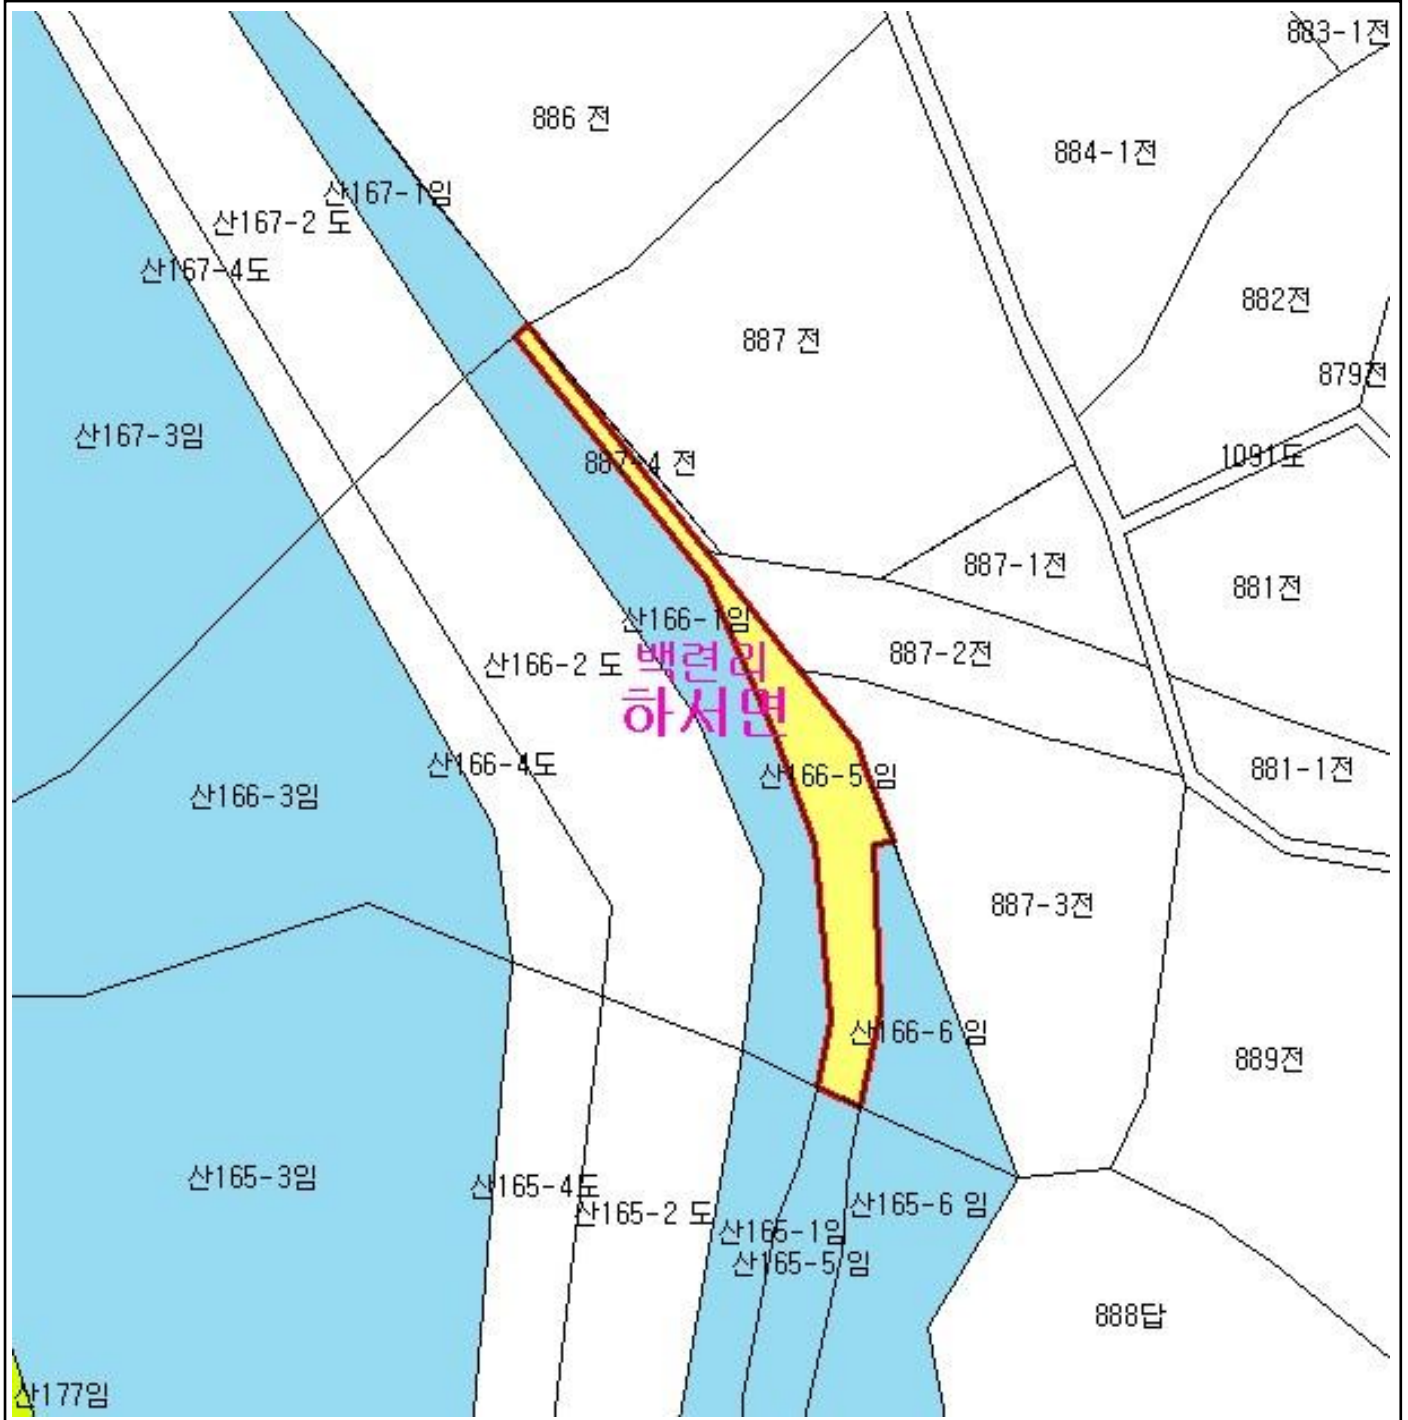 883-1전
886 전
884-1전
산167-1임
산167-2 도
산167-4도
882전
887 전
879전
산167-3임
887-4 전
1091도
887-1전
881전
산166-1임
887-2전
산166-2 도
백련리
하서면
산166-4도
산166-5 임
881-1전
산166-3임
887-3전
산166-6 임
889전
산165-3임
산165-4도
산165-6 임
산165-2 도
산165-1임
산165-5 임
888답
산177임